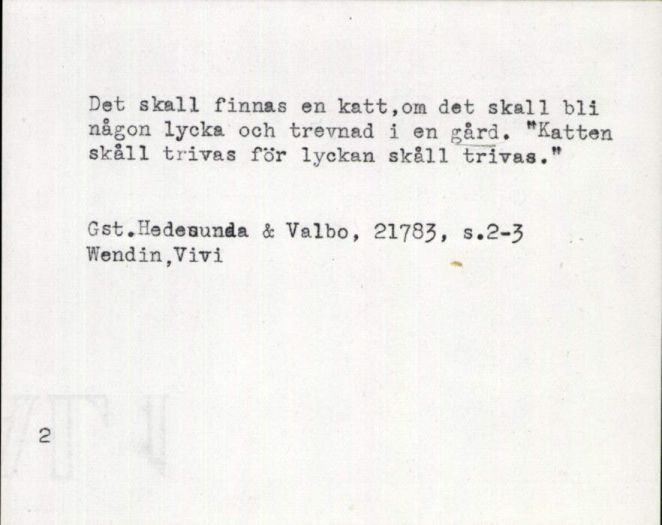 Det skall finnas en katt,om det skall bli
någon lycka och trevnad i en gård. "Katten
skåll trivas för lyckan skåll trivas."
Gst.Hedesunda & Valbo, 21783, s.2-3
Wendin,Vivi
2